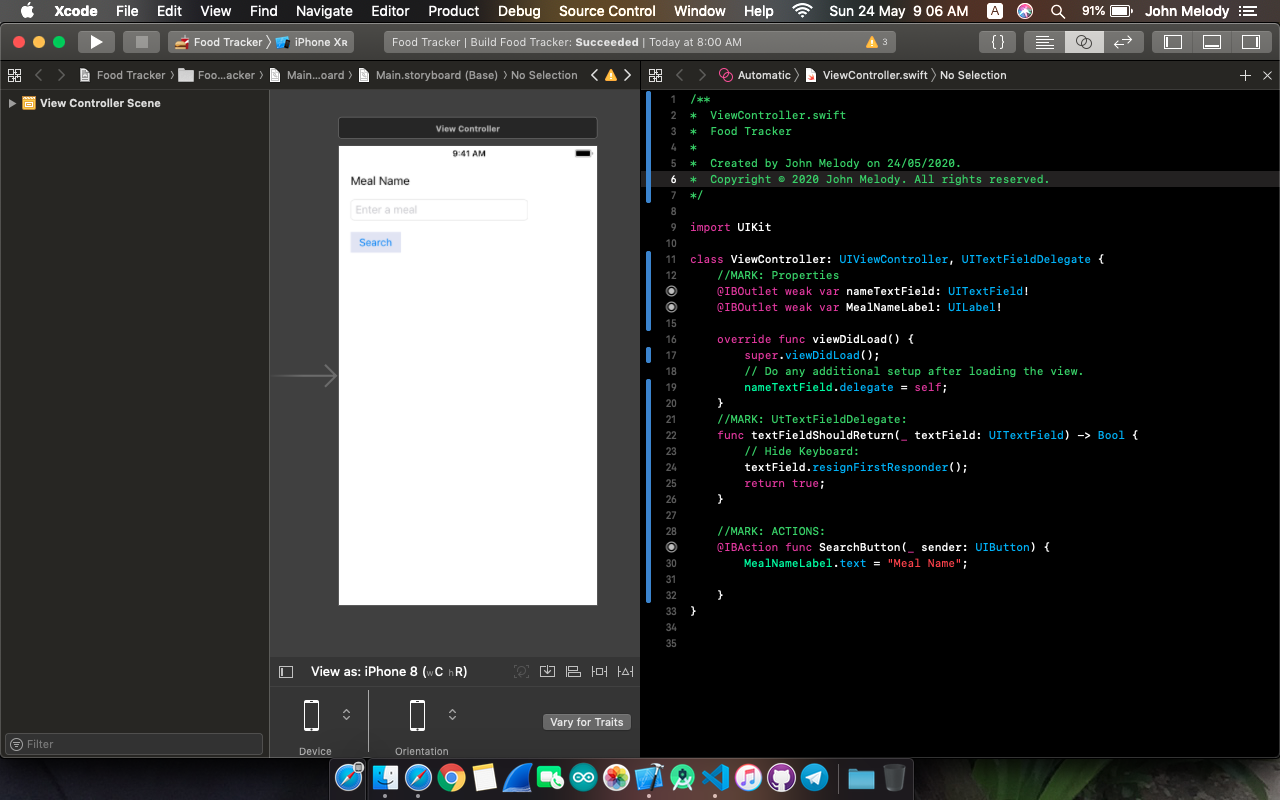 Xcode File Edit View Find Navigate Editor Product Debug Source Control Window Help Sun 24 May 9 06 AM A 91% John Melody
Food Tracker iPhone XR Food Tracker | Build Food Tracker: Succeeded | Today at 8:00 AM 3 {}
Food Tracker Foo...acker Main...oard Main.storyboard (Base) No Selection
Automatic ViewController.swift No Selection
View Controller Scene
View Controller
9:41 AM
Meal Name
Enter a meal
Search
View as: iPhone 8 (wC hR)
Device
Orientation
Vary for Traits
Filter
1 /**
2 *  ViewController.swift
3 *  Food Tracker
4 *
5 *  Created by John Melody on 24/05/2020.
6 *  Copyright © 2020 John Melody. All rights reserved.
7 */
8
9 import UIKit
10
11 class ViewController: UIViewController, UITextFieldDelegate {
12     //MARK: Properties
@IBOutlet weak var nameTextField: UITextField!
@IBOutlet weak var MealNameLabel: UILabel!
15
16     override func viewDidLoad() {
17         super.viewDidLoad();
18         // Do any additional setup after loading the view.
19         nameTextField.delegate = self;
20     }
21     //MARK: UtTextFieldDelegate:
22     func textFieldShouldReturn(_ textField: UITextField) -> Bool {
23         // Hide Keyboard:
24         textField.resignFirstResponder();
25         return true;
26     }
27
28     //MARK: ACTIONS:
@IBAction func SearchButton(_ sender: UIButton) {
30         MealNameLabel.text = "Meal Name";
31
32     }
33 }
34
35